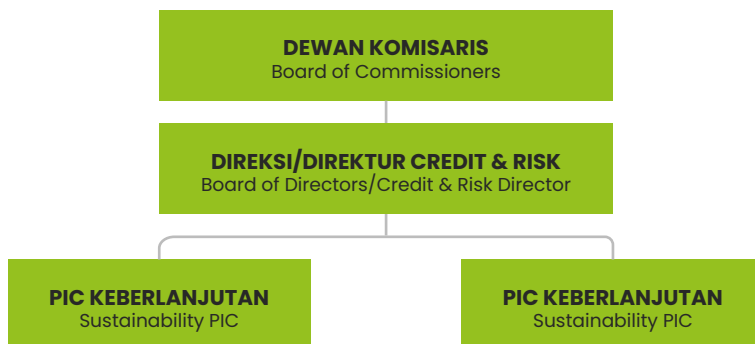 DEWAN KOMISARIS
Board of Commissioners
DIREKSI/DIREKTUR CREDIT & RISK
Board of Directors/Credit & Risk Director
PIC KEBERLANJUTAN
Sustainability PIC
PIC KEBERLANJUTAN
Sustainability PIC